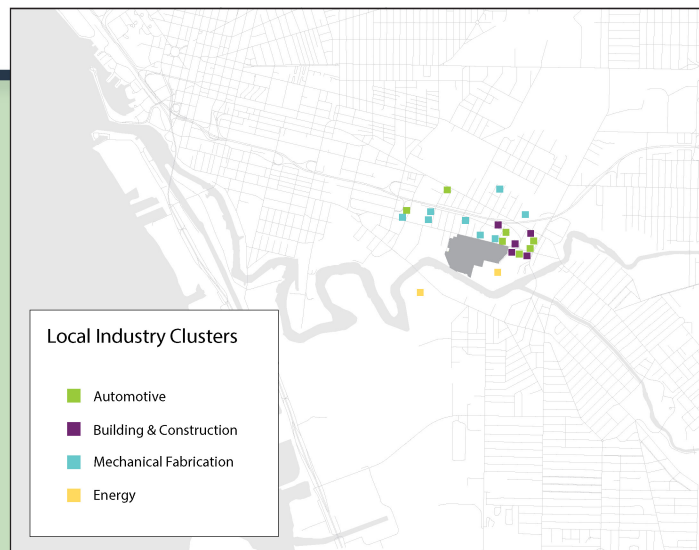 Local Industry Clusters
Automotive
Building & Construction
Mechanical Fabrication
Energy